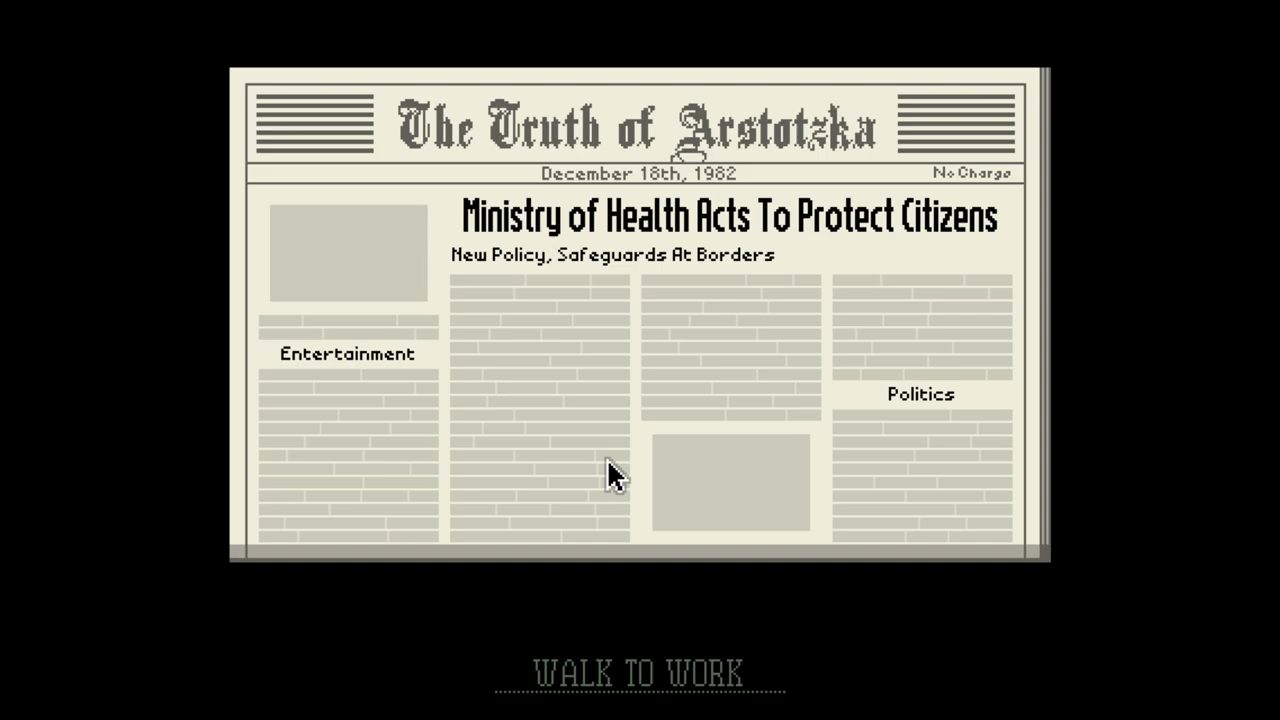 The Truth of Arstotzka
December 18th, 1982
No Charge
Ministry of Health Acts To Protect Citizens
New Policy, Safeguards At Borders
Entertainment
Politics
WALK TO WORK